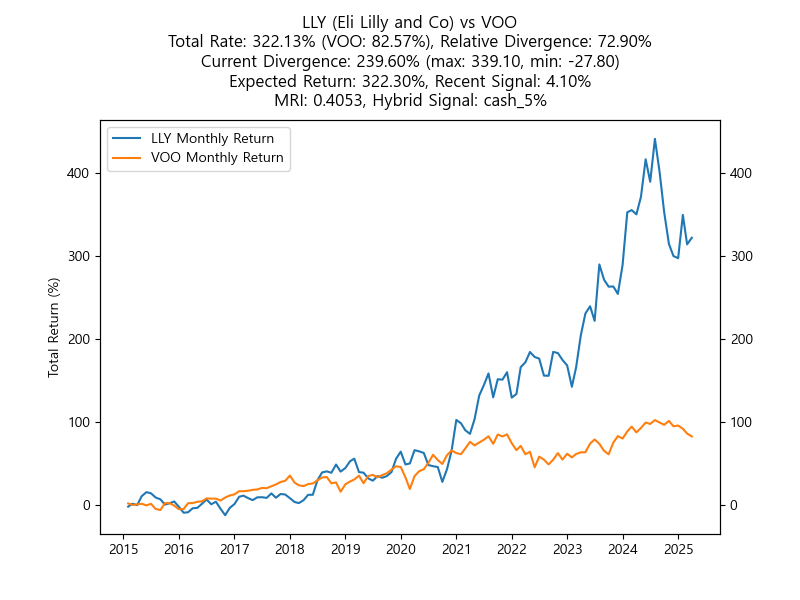 LLY (Eli Lilly and Co) vs VOO
Total Rate: 322.13% (VOO: 82.57%), Relative Divergence: 72.90%
Current Divergence: 239.60% (max: 339.10, min: -27.80)
Expected Return: 322.30%, Recent Signal: 4.10%
MRI: 0.4053, Hybrid Signal: cash_5%
LLY Monthly Return
VOO Monthly Return
Total Return (%)
400
300
200
100
0
400
300
200
100
0
2015 2016 2017 2018 2019 2020 2021 2022 2023 2024 2025